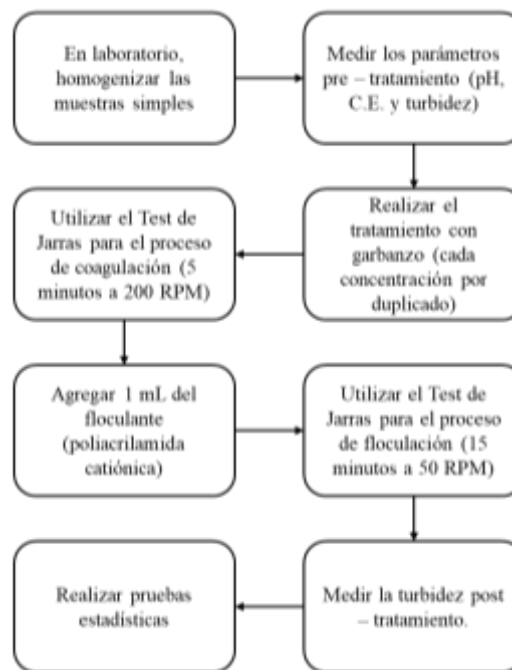 En laboratorio,
homogenizar las
muestras simples
Medir los parámetros
pre – tratamiento (pH,
C.E. y turbidez)
Realizar el
tratamiento con
garbanzo (cada
concentración por
duplicado)
Utilizar el Test de
Jarras para el proceso
de coagulación (5
minutos a 200 RPM)
Agregar 1 mL del
floculante
(poliacrilamida
catiónica)
Utilizar el Test de
Jarras para el proceso
de floculación (15
minutos a 50 RPM)
Medir la turbidez post
– tratamiento.
Realizar pruebas
estadísticas